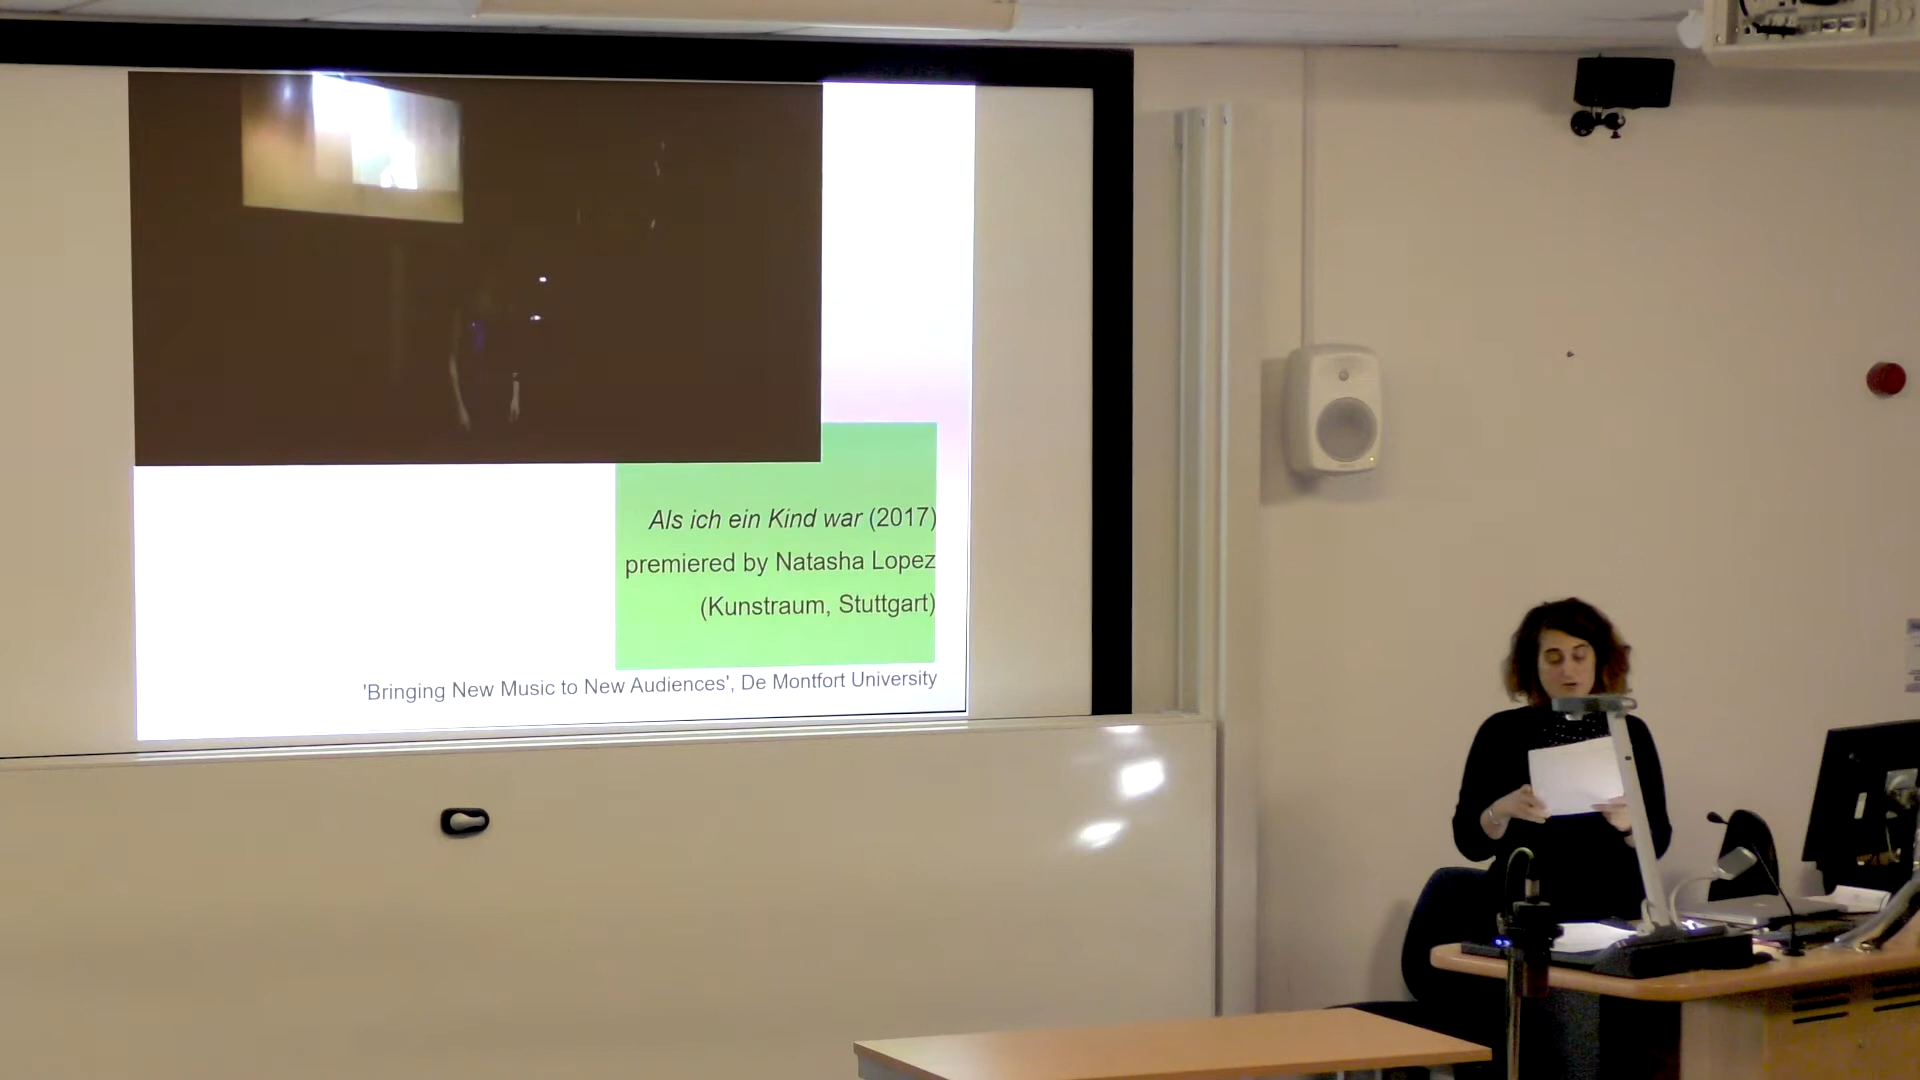 Als ich ein Kind war (2017)
premiered by Natasha Lopez
(Kunstraum, Stuttgart)
'Bringing New Music to New Audiences', De Montfort University